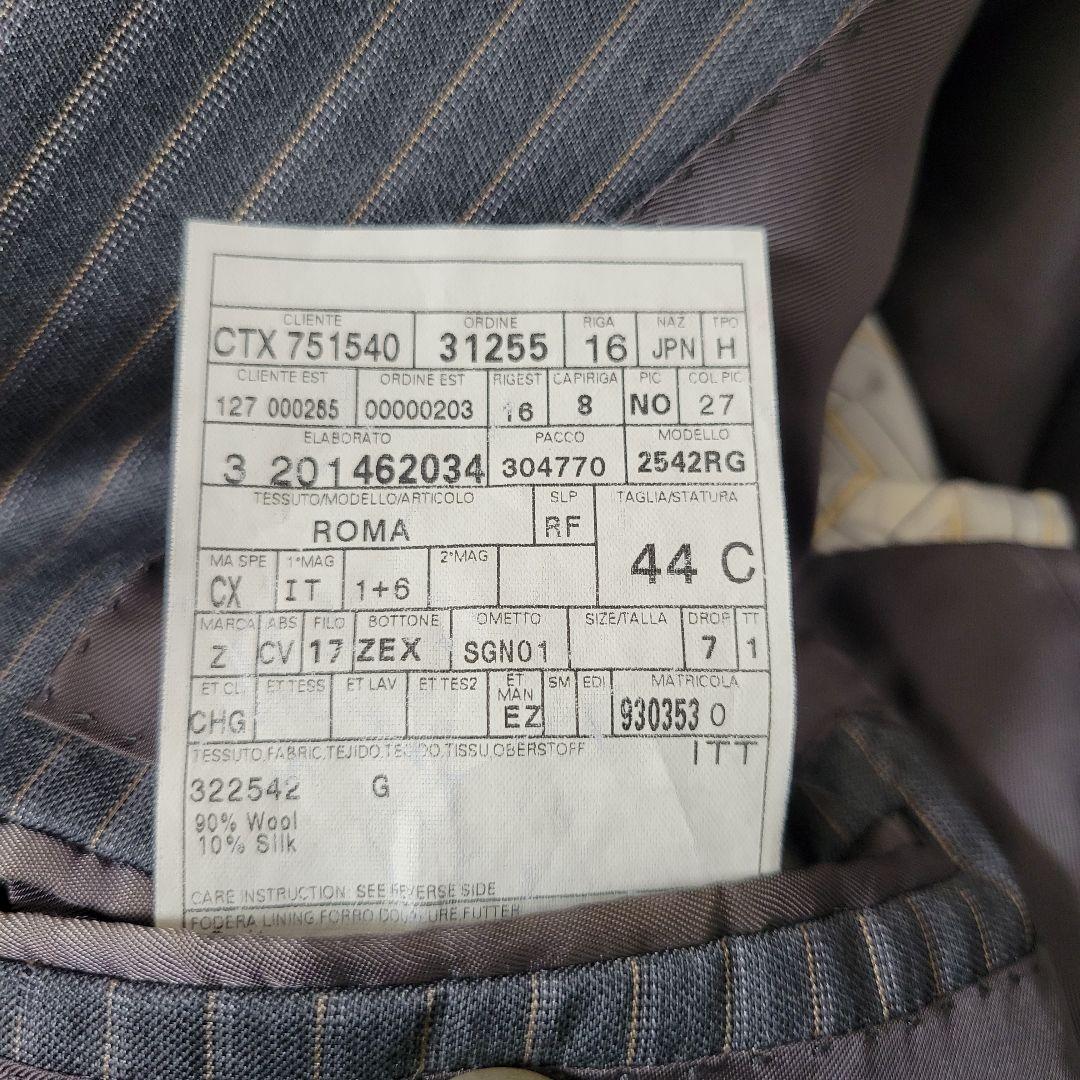 CLIENTE ORDINE RIGA NAZ TPO
CTX 751540 31255 16 JPN H
CLIENTE EST ORDINE EST RIGEST CAPIRIGA PIC COL PIC
127 000285 00000203 16 8 NO 27
ELABORATO PACCO MODELLO
3 201462034 304770 2542RG
TESSUTO/MODELLO/ARTICOLO SLP TAGLIA/STATURA
ROMA RF 44 C
MA SPE 1°MAG 2°MAG
CX IT 1+6
MARCA ABS FILO BOTTONE OMETTO SIZE/TALLA DROP TT
Z CV 17 ZEX SGN01 7 1
ET CL ET TESS ET LAV ET TES2 ET MAN SM EDI MATRICOLA
CHG EZ 930353 0
TESSUTO,FABRIC,TEJIDO,TECIDO,TISSU,OBERSTOFF ITT
322542 G
90% Wool
10% Silk
CARE INSTRUCTION: SEE REVERSE SIDE
FODERA LINING FORRO DOUBLURE FUTTER